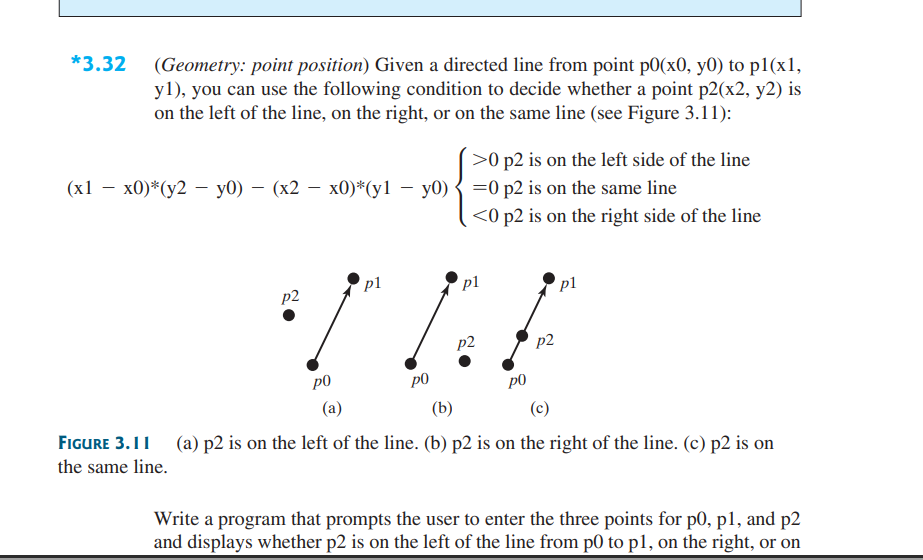 *3.32 (Geometry: point position) Given a directed line from point p0(x0, y0) to p1(x1,
y1), you can use the following condition to decide whether a point p2(x2, y2) is
on the left of the line, on the right, or on the same line (see Figure 3.11):
>0 p2 is on the left side of the line
(x1 − x0)*(y2 − y0) − (x2 − x0)*(y1 − y0) { =0 p2 is on the same line
<0 p2 is on the right side of the line
p2 p1 p0
(a)
p1 p2 p0
(b)
p1 p2 p0
(c)
FIGURE 3.11 (a) p2 is on the left of the line. (b) p2 is on the right of the line. (c) p2 is on
the same line.
Write a program that prompts the user to enter the three points for p0, p1, and p2
and displays whether p2 is on the left of the line from p0 to p1, on the right, or on